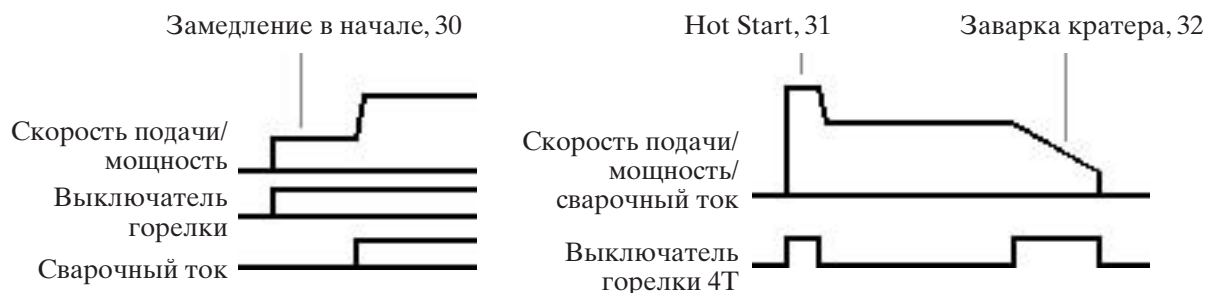 Замедление в начале, 30
Скорость подачи/
мощность
Выключатель
горелки
Сварочный ток
Hot Start, 31
Заварка кратера, 32
Скорость подачи/
мощность/
сварочный ток
Выключатель
горелки 4Т